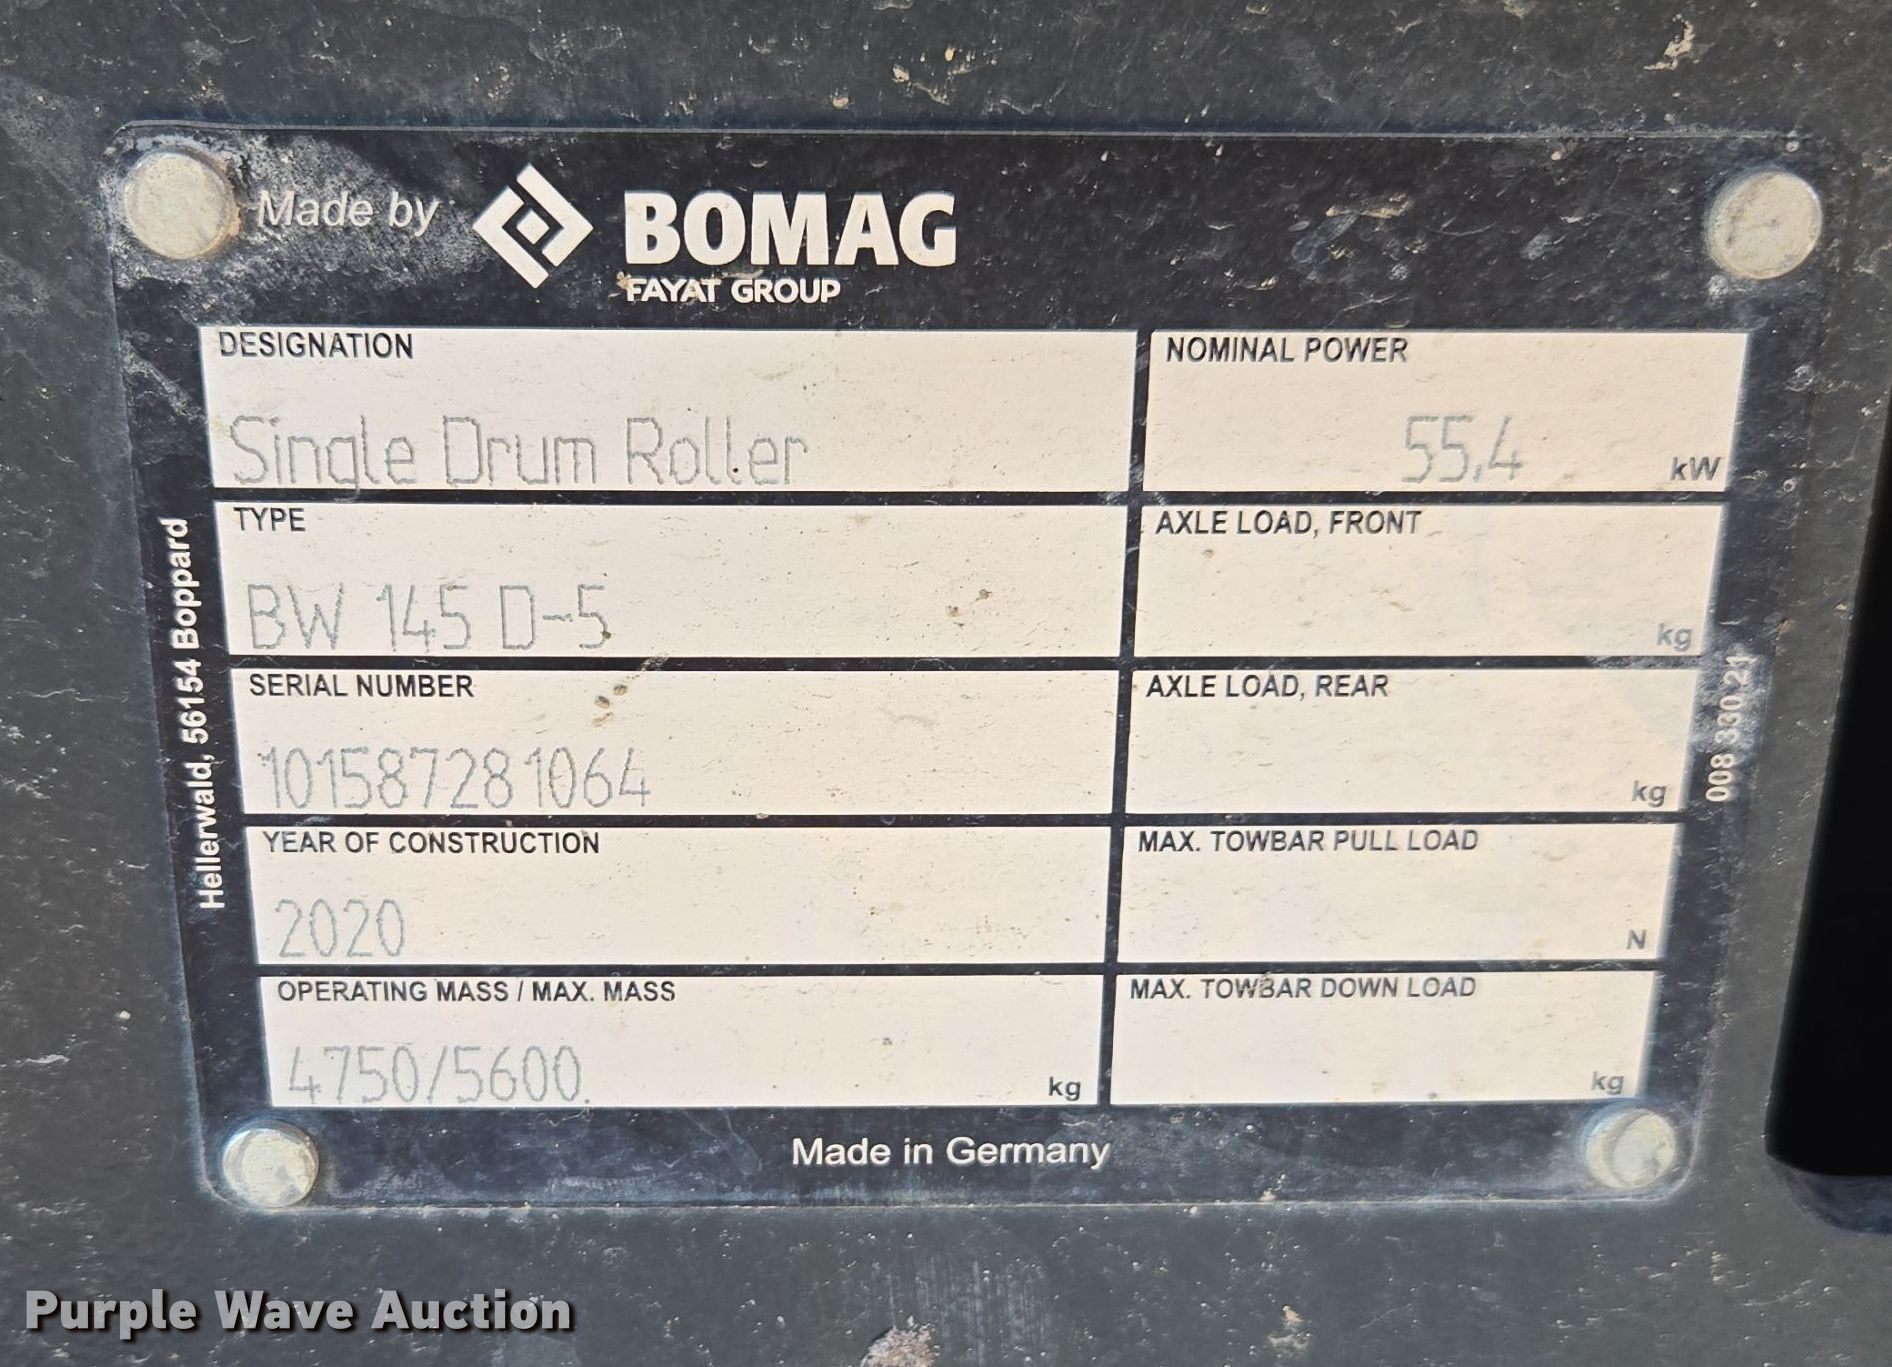 Made by BOMAG
FAYAT GROUP
DESIGNATION
Single Drum Roller
NOMINAL POWER
55,4 kW
TYPE
BW 145 D-5
AXLE LOAD, FRONT
kg
SERIAL NUMBER
101587281064
AXLE LOAD, REAR
kg
YEAR OF CONSTRUCTION
2020
MAX. TOWBAR PULL LOAD
N
OPERATING MASS / MAX. MASS
4750/5600 kg
MAX. TOWBAR DOWN LOAD
kg
Hellerwald, 56154 Boppard
008 330 21
Made in Germany
Purple Wave Auction